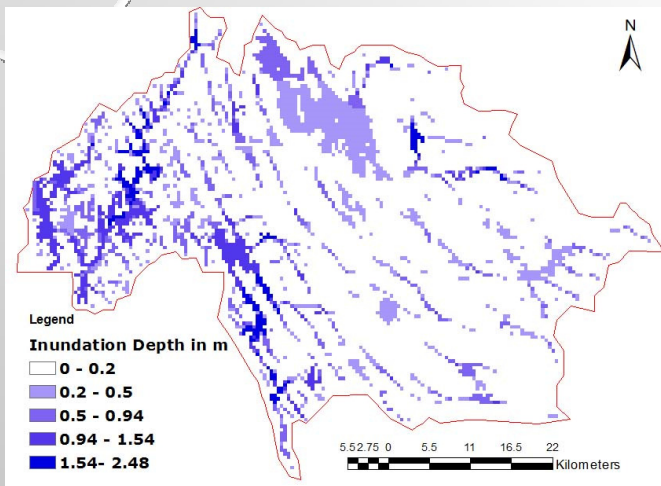 N
Legend
Inundation Depth in m
0 - 0.2
0.2 - 0.5
0.5 - 0.94
0.94 - 1.54
1.54- 2.48
5.52.75 0 5.5 11 16.5 22
Kilometers